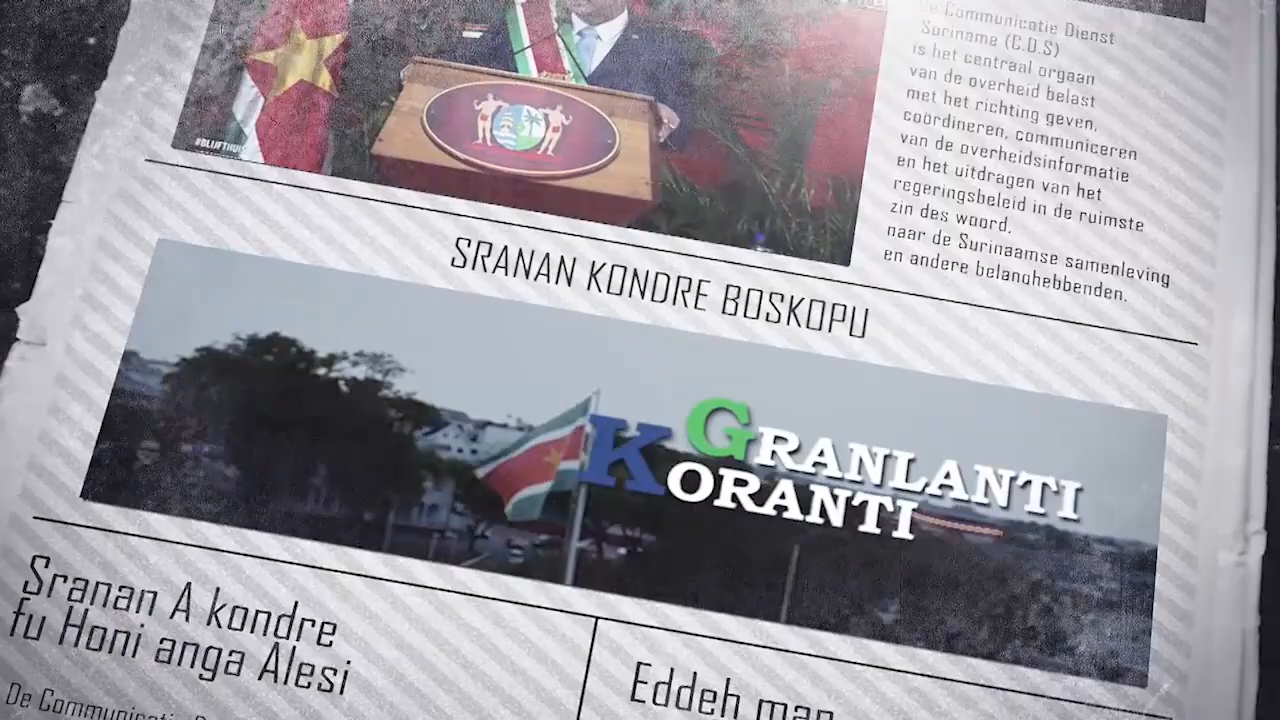 De Communicatie Dienst
Suriname (C.D.S)
is het centraal orgaan
van de overheid belast
met het richting geven,
coördineren, communiceren
van de overheidsinformatie
en het uitdragen van het
regeringsbeleid in de ruimste
zin des woord.
naar de Surinaamse samenleving
en andere belanghebbenden.
SRANAN KONDRE BOSKOPU
GRANLANTI
KORANTI
Sranan A kondre
fu Honi anga Alesi
De Communicatie
Eddeh man